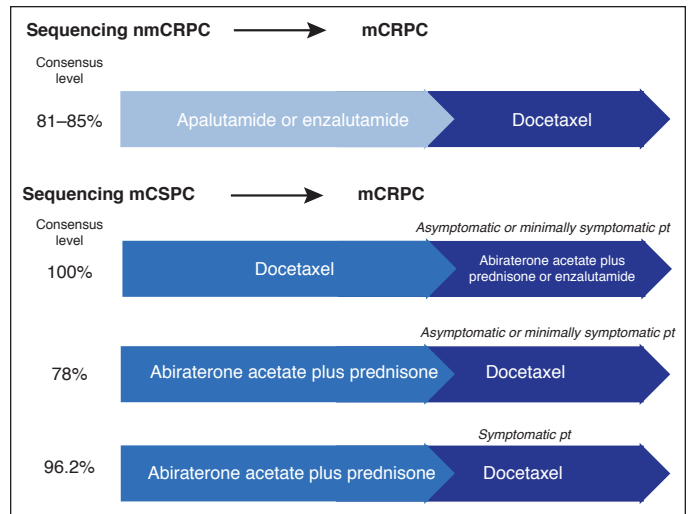 Sequencing nmCRPC mCRPC
Consensus
level
81–85%
Apalutamide or enzalutamide
Docetaxel
Sequencing mCSPC mCRPC
Consensus
level
Asymptomatic or minimally symptomatic pt
100%
Docetaxel
Abiraterone acetate plus
prednisone or enzalutamide
Asymptomatic or minimally symptomatic pt
78%
Abiraterone acetate plus prednisone
Docetaxel
Symptomatic pt
96.2%
Abiraterone acetate plus prednisone
Docetaxel